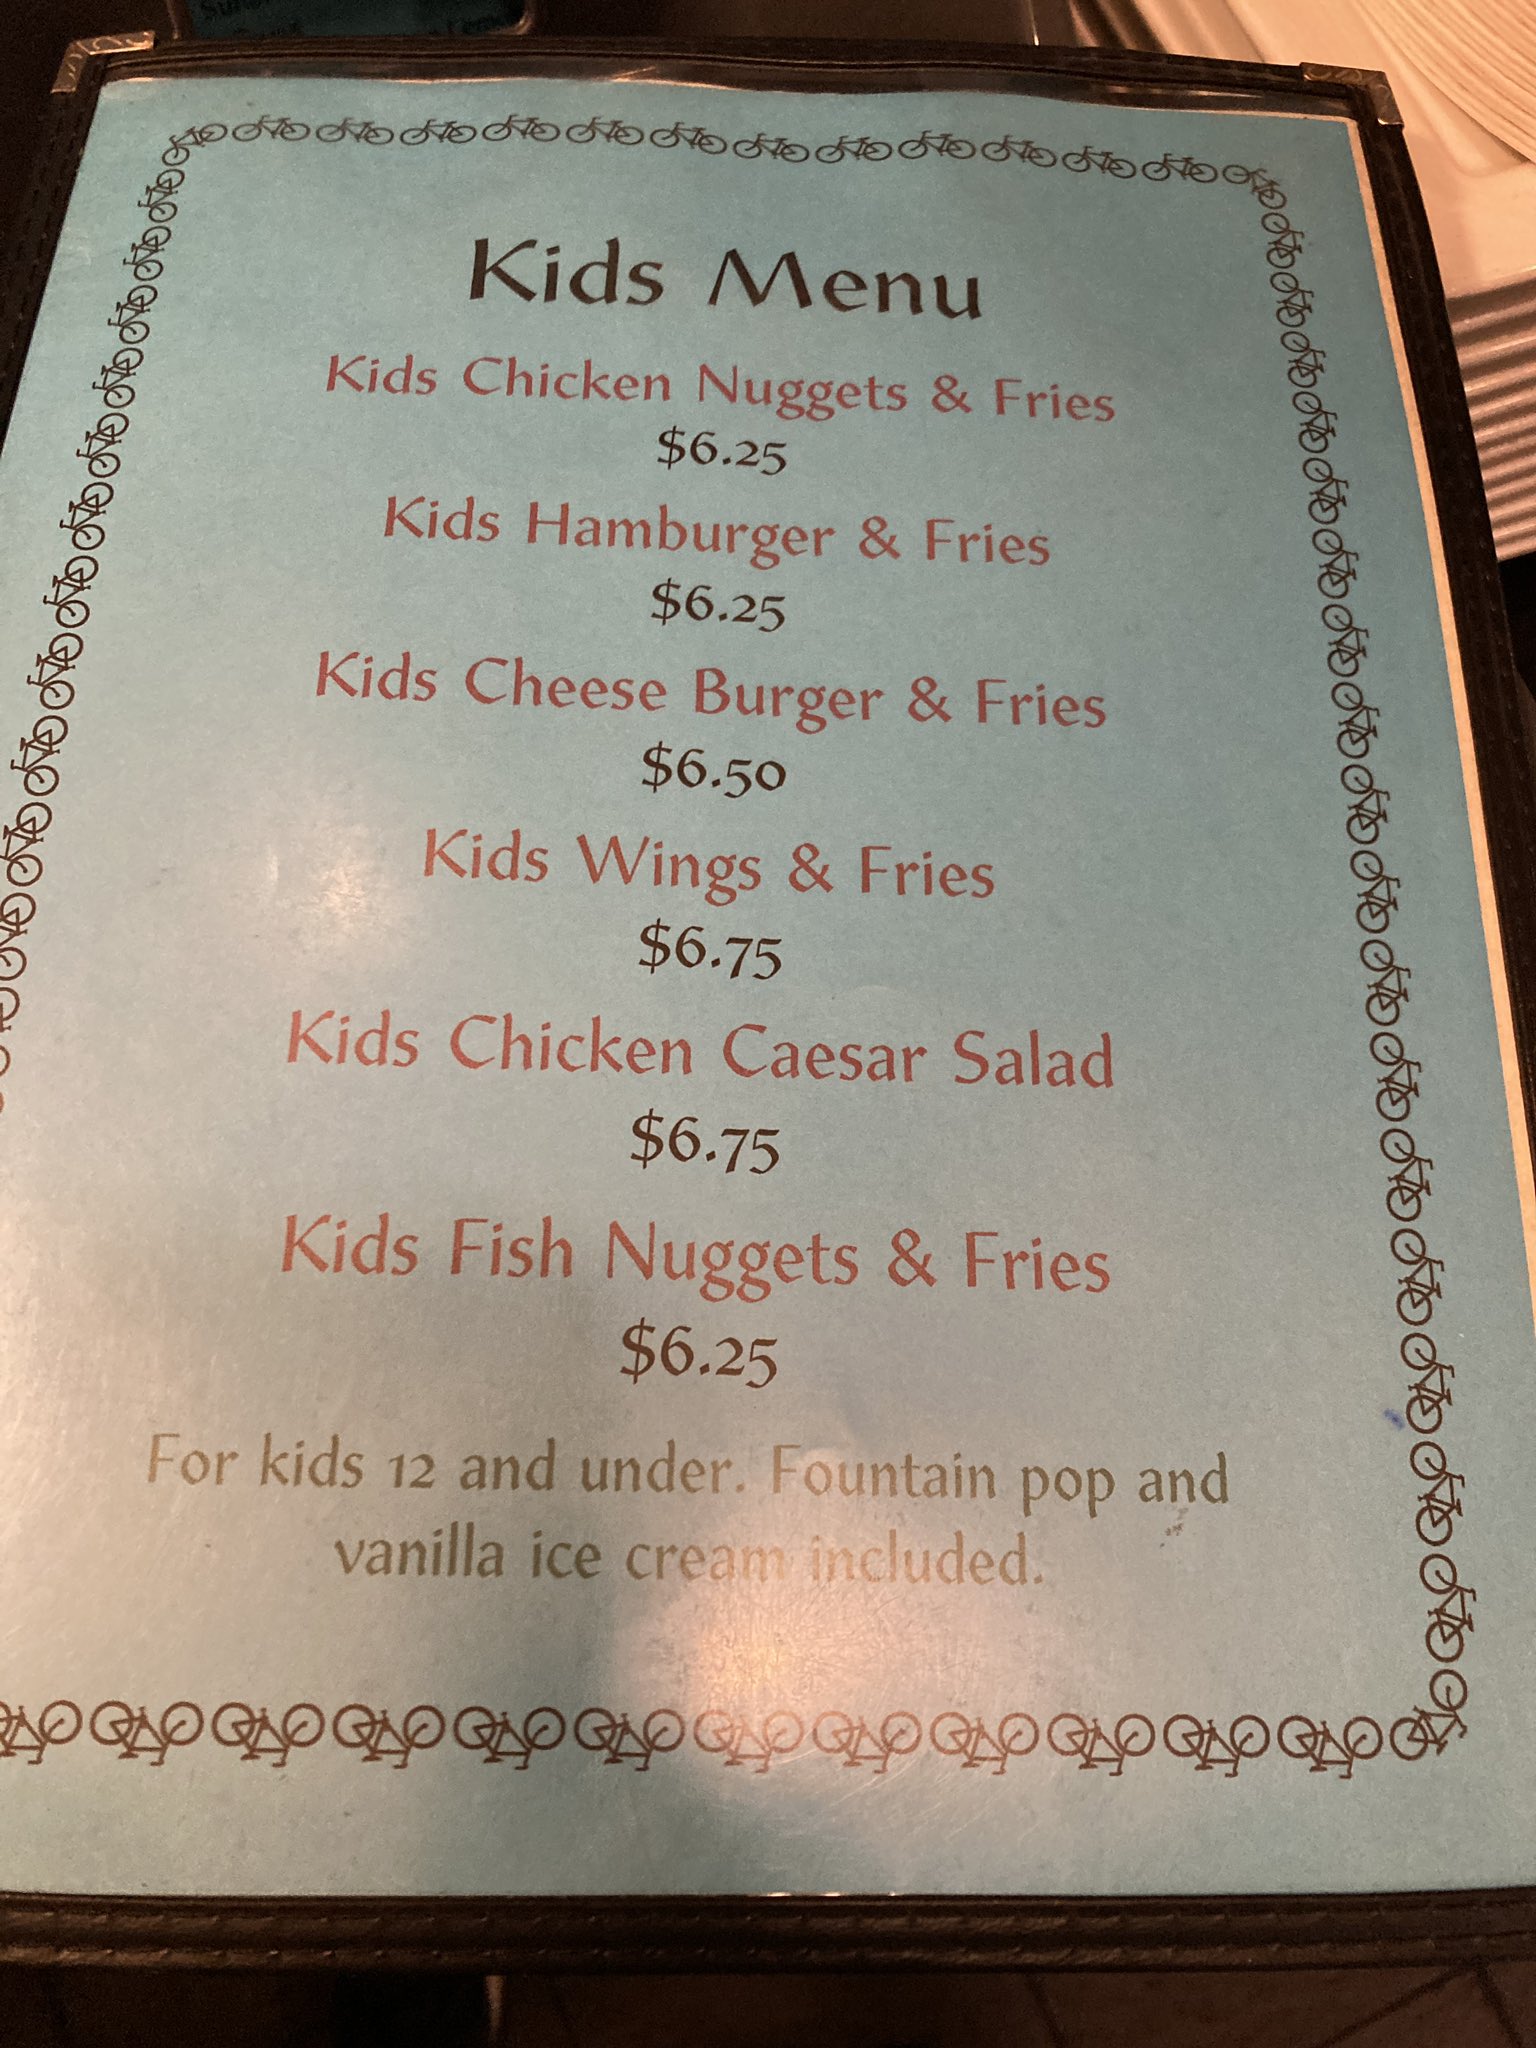 Kids Menu
Kids Chicken Nuggets & Fries
$6.25
Kids Hamburger & Fries
$6.25
Kids Cheese Burger & Fries
$6.50
Kids Wings & Fries
$6.75
Kids Chicken Caesar Salad
$6.75
Kids Fish Nuggets & Fries
$6.25
For kids 12 and under. Fountain pop and
vanilla ice cream included.